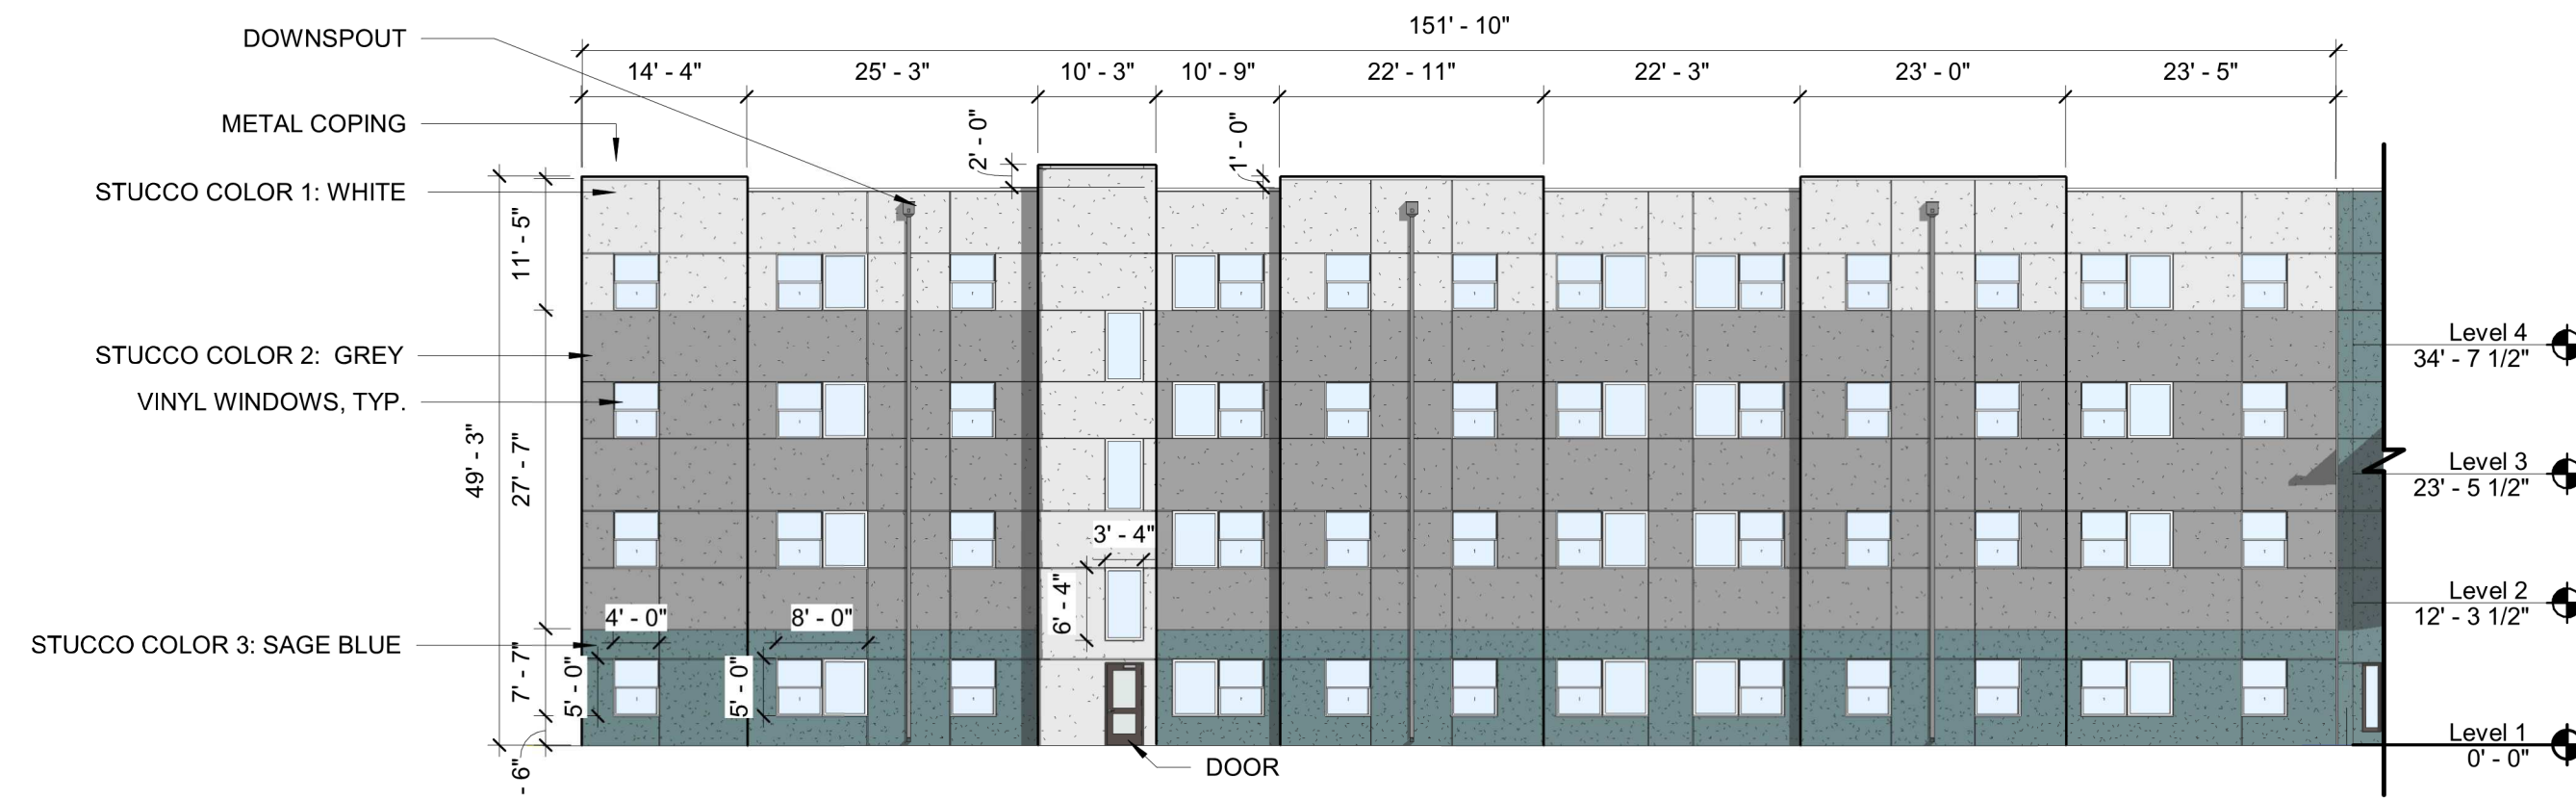 151' - 10"
DOWNSPOUT
14' - 4"
25' - 3"
10' - 3"
10' - 9"
22' - 11"
22' - 3"
23' - 0"
23' - 5"
METAL COPING
2' - 0"
1' - 0"
STUCCO COLOR 1: WHITE
11' - 5"
STUCCO COLOR 2: GREY
Level 4
34' - 7 1/2"
VINYL WINDOWS, TYP.
49' - 3"
27' - 7"
Level 3
23' - 5 1/2"
3' - 4"
6' - 4"
Level 2
12' - 3 1/2"
4' - 0"
8' - 0"
STUCCO COLOR 3: SAGE BLUE
7' - 7"
5' - 0"
5' - 0"
Level 1
0' - 0"
- 6"
DOOR